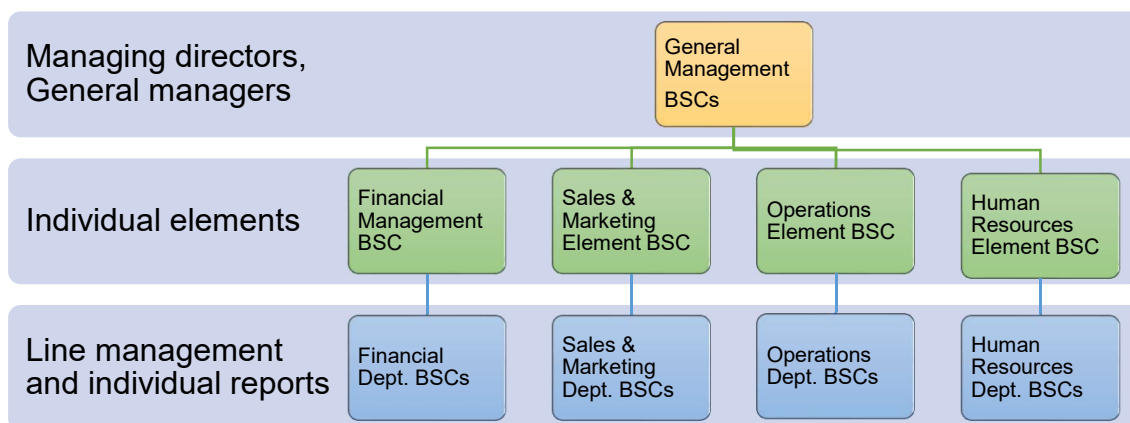 Managing directors,
General managers
General
Management
BSCs
Individual elements
Financial
Management
BSC
Sales &
Marketing
Element BSC
Operations
Element BSC
Human
Resources
Element BSC
Line management
and individual reports
Financial
Dept. BSCs
Sales &
Marketing
Dept. BSCs
Operations
Dept. BSCs
Human
Resources
Dept. BSCs